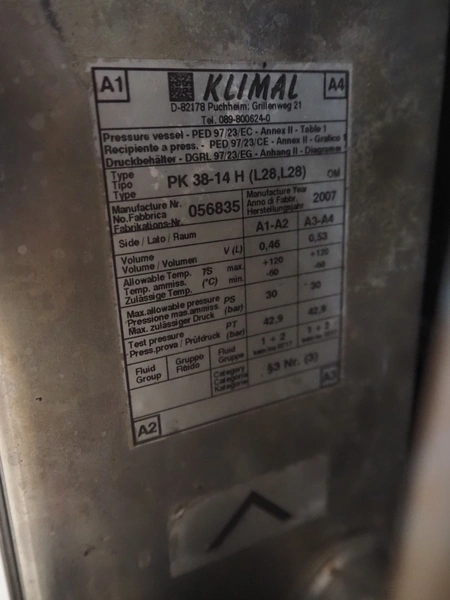 A1 KLIMAL A4
D-82178 Puchheim; Grillenweg 21
Tel. 089-800624-0
Pressure vessel - PED 97/23/EC - Annex II - Table 1
Recipiente a press. - PED 97/23/CE - Annex II - Grafico 1
Druckbehälter - DGRL 97/23/EG - Anhang II - Diagramm
Type
Tipo PK 38-14 H (L28,L28) OM
Type
Manufacture Nr. Manufacture Year
No.Fabbrica 056835 Anno di Fabbr. 2007
Fabrikations-Nr. Herstellungsjahr
Side / Lato / Raum A1-A2 A3-A4
Volume V (L) 0,46 0,53
Volume / Volumen
Allowable Temp. TS max. +120 +120
Temp. ammiss. (°C) min. -60 -60
Zulässige Temp.
Max.allowable pressure PS
Pressione mas.ammiss. (bar) 30 30
Max. zulässiger Druck
Test pressure PT 42,9 42,9
Press.prova / Prüfdruck (bar)
Fluid Gruppe Fluid 1 + 2 1 + 2
Group Fleido Gruppe
Category
Categoria §3 Nr. (3)
Kategorie
A2 A3